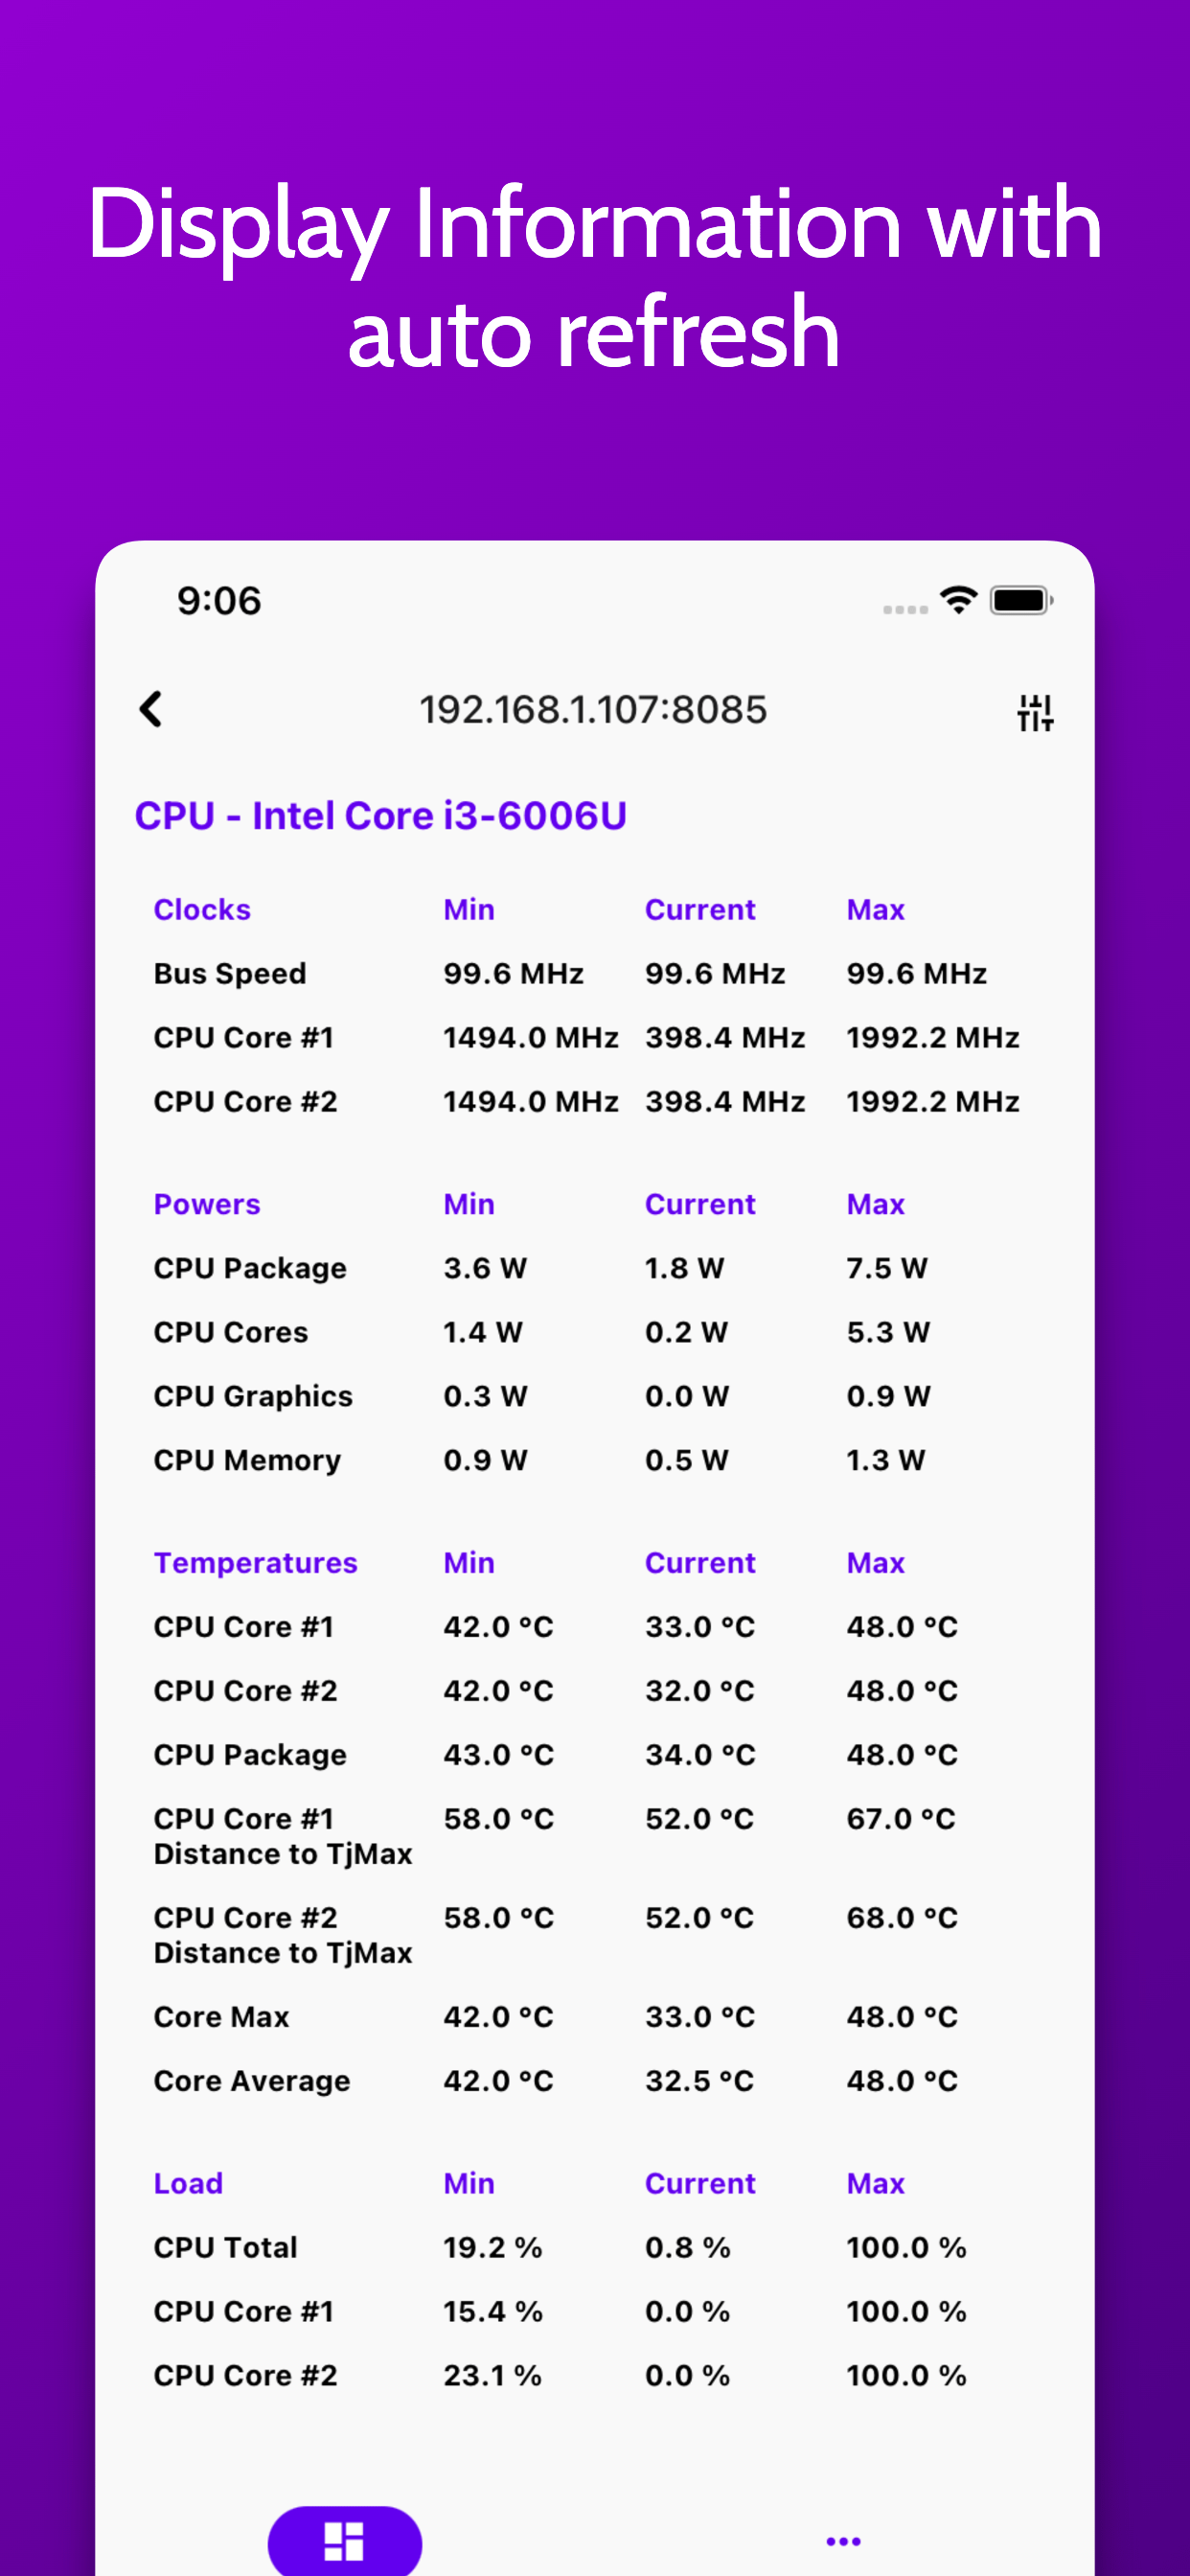 Display Information with
auto refresh
9:06
192.168.1.107:8085
CPU - Intel Core i3-6006U
Clocks Min Current Max
Bus Speed 99.6 MHz 99.6 MHz 99.6 MHz
CPU Core #1 1494.0 MHz 398.4 MHz 1992.2 MHz
CPU Core #2 1494.0 MHz 398.4 MHz 1992.2 MHz
Powers Min Current Max
CPU Package 3.6 W 1.8 W 7.5 W
CPU Cores 1.4 W 0.2 W 5.3 W
CPU Graphics 0.3 W 0.0 W 0.9 W
CPU Memory 0.9 W 0.5 W 1.3 W
Temperatures Min Current Max
CPU Core #1 42.0 °C 33.0 °C 48.0 °C
CPU Core #2 42.0 °C 32.0 °C 48.0 °C
CPU Package 43.0 °C 34.0 °C 48.0 °C
CPU Core #1 58.0 °C 52.0 °C 67.0 °C
Distance to TjMax
CPU Core #2 58.0 °C 52.0 °C 68.0 °C
Distance to TjMax
Core Max 42.0 °C 33.0 °C 48.0 °C
Core Average 42.0 °C 32.5 °C 48.0 °C
Load Min Current Max
CPU Total 19.2 % 0.8 % 100.0 %
CPU Core #1 15.4 % 0.0 % 100.0 %
CPU Core #2 23.1 % 0.0 % 100.0 %